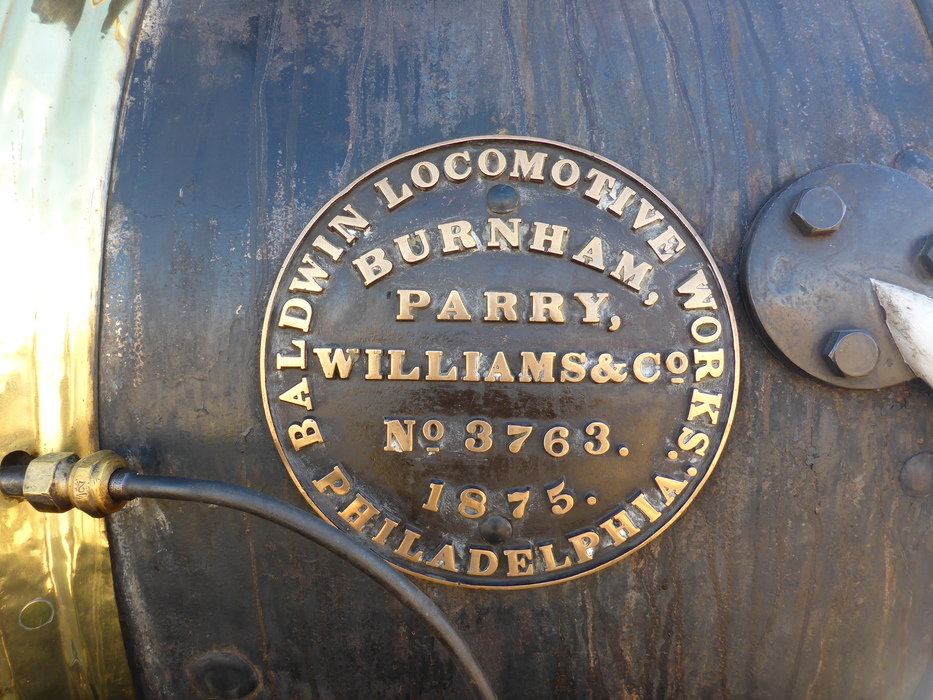 BALDWIN LOCOMOTIVE WORKS.
BURNHAM,
PARRY,
WILLIAMS & Cº
Nº 3763.
1875.
PHILADELPHIA.